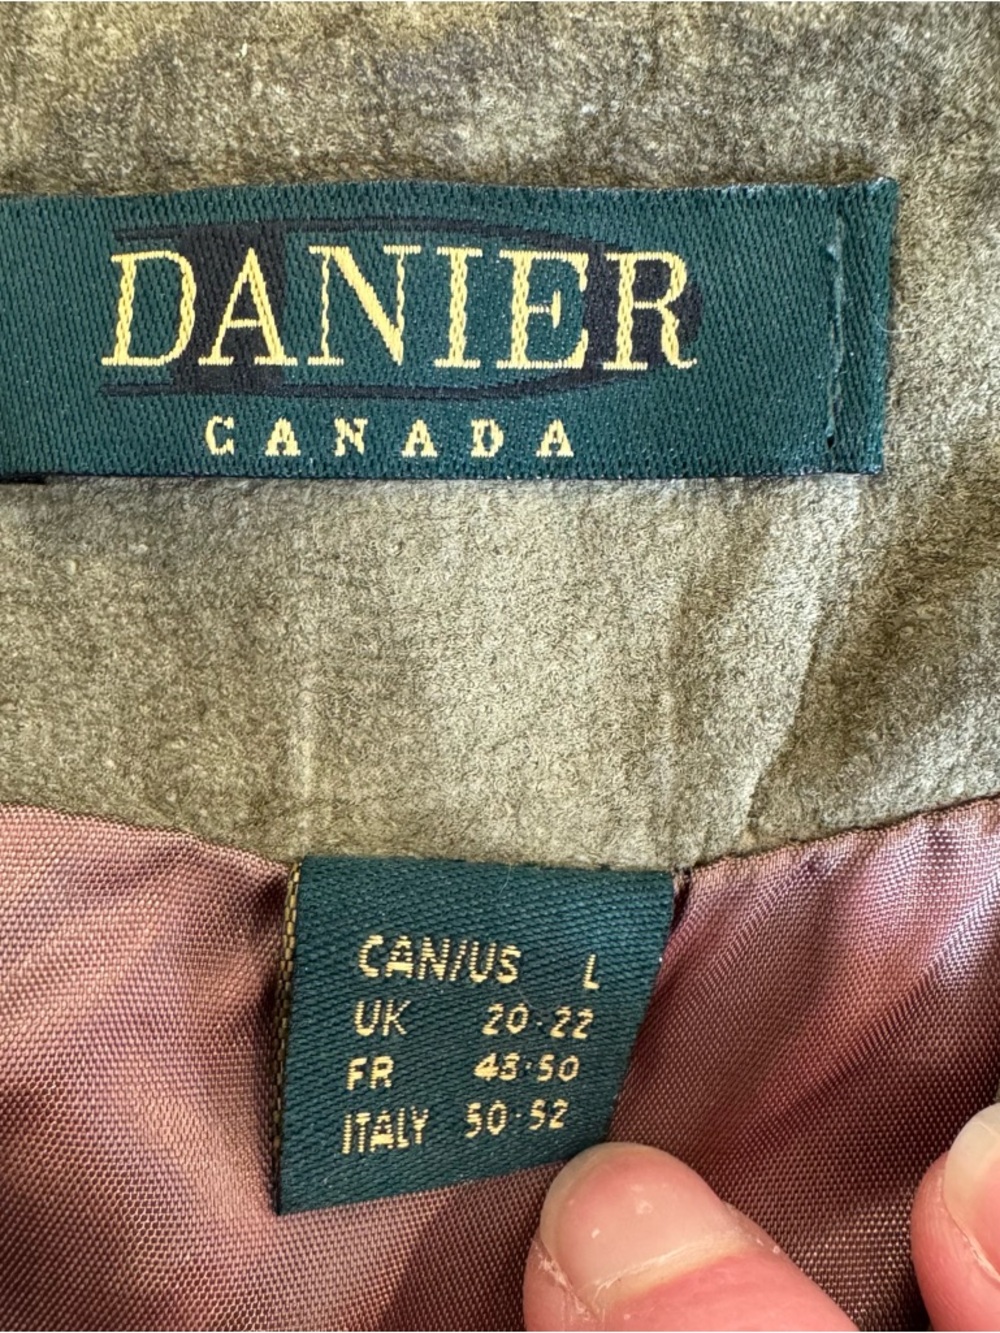 DANIER
CANADA
CAN/US L
UK 20-22
FR 48-50
ITALY 50-52